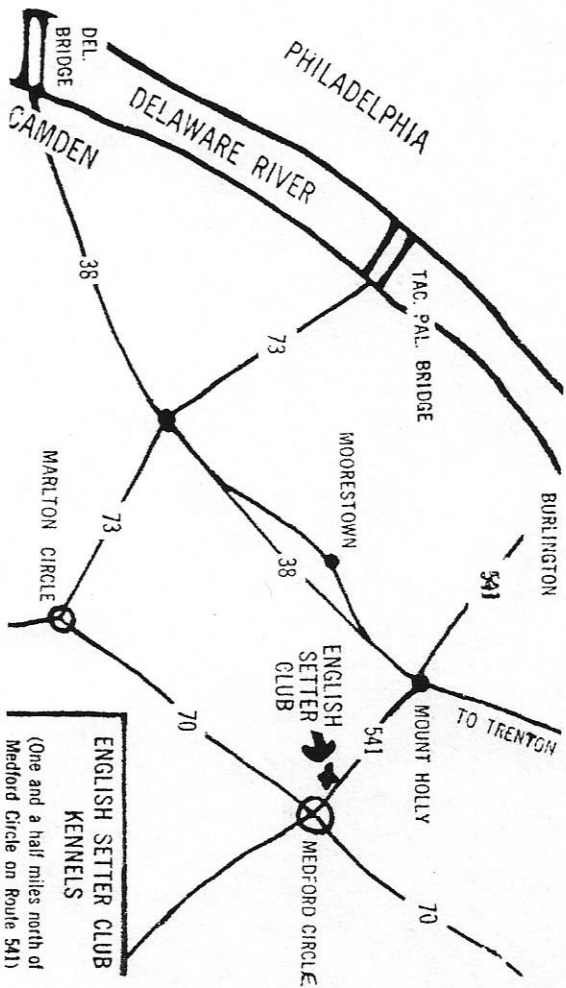 PHILADELPHIA
DELAWARE RIVER
DEL.
BRIDGE
CAMDEN
TAC. PAL. BRIDGE
BURLINGTON
541
73
38
MOORESTOWN
38
MOUNT HOLLY
TO TRENTON
541
ENGLISH
SETTER
CLUB
73
MARLTON CIRCLE
70
MEDFORD CIRCLE
70
ENGLISH SETTER CLUB
KENNELS
(One and a half miles north of
Medford Circle on Route 541)